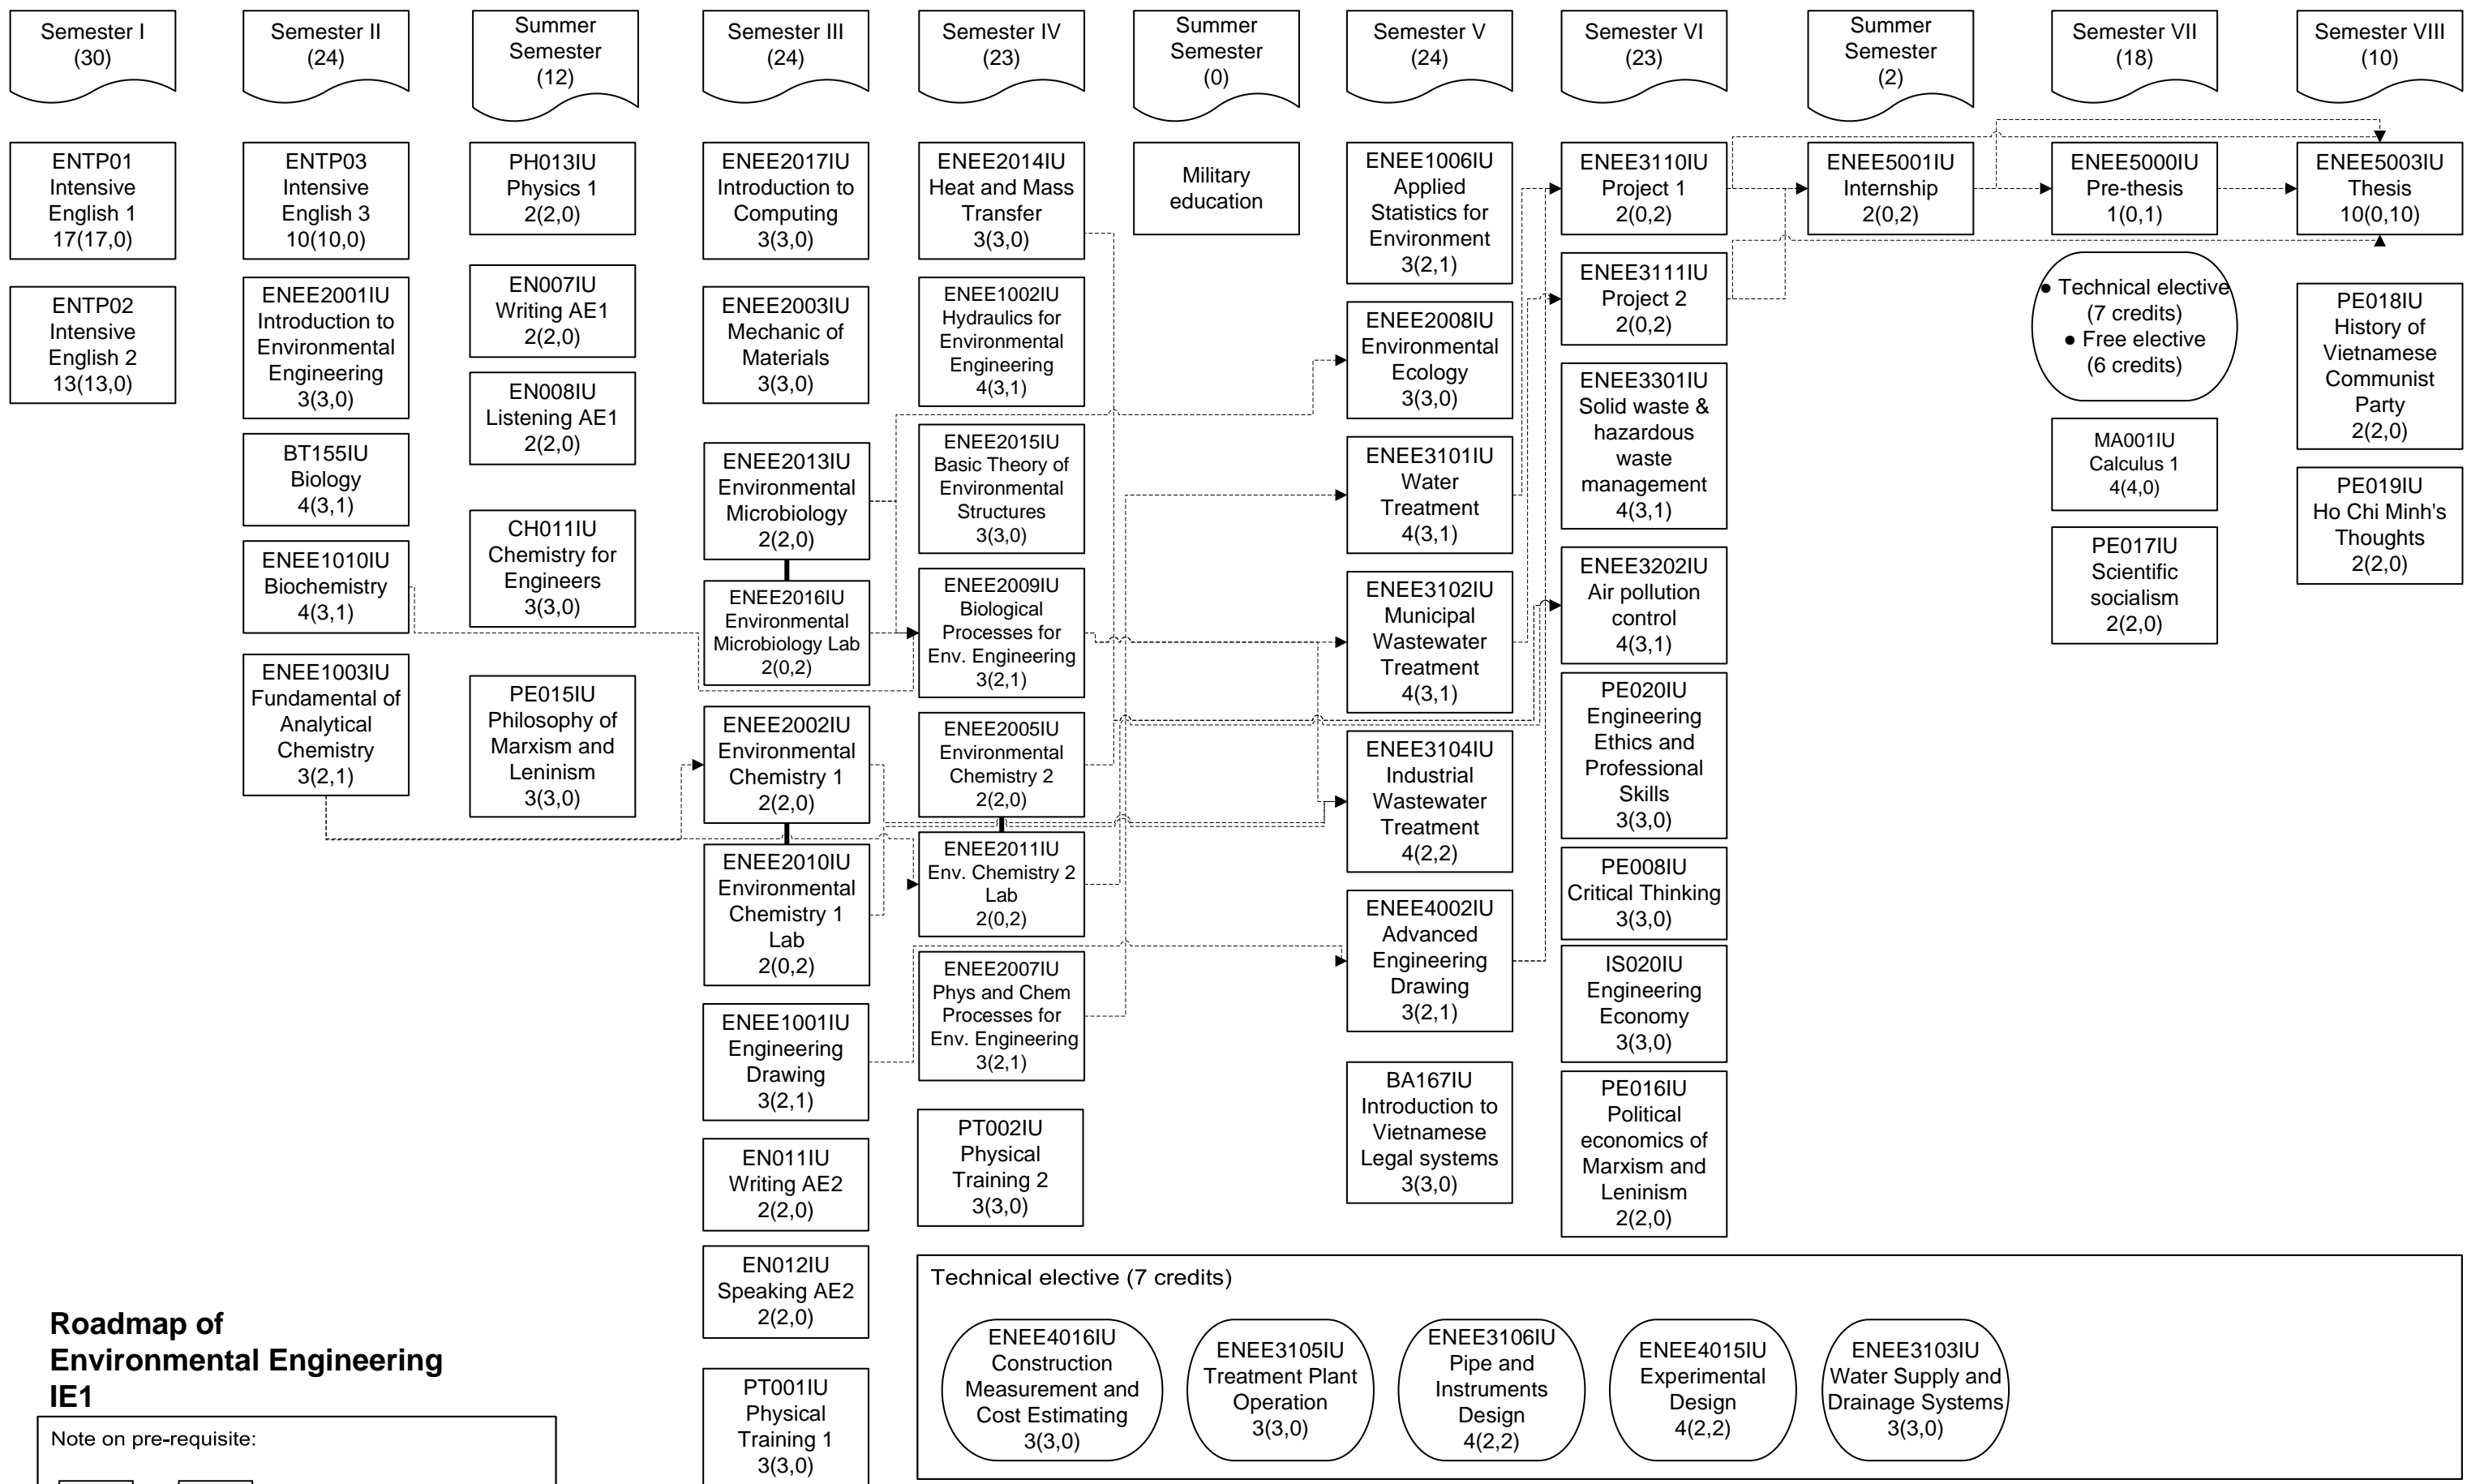 Semester I
(30)
Semester II
(24)
Summer
Semester
(12)
Semester III
(24)
Semester IV
(23)
Summer
Semester
(0)
Semester V
(24)
Semester VI
(23)
Summer
Semester
(2)
Semester VII
(18)
Semester VIII
(10)
ENTP01
Intensive
English 1
17(17,0)
ENTP02
Intensive
English 2
13(13,0)
ENTP03
Intensive
English 3
10(10,0)
ENEE2001IU
Introduction to
Environmental
Engineering
3(3,0)
BT155IU
Biology
4(3,1)
ENEE1010IU
Biochemistry
4(3,1)
ENEE1003IU
Fundamental of
Analytical
Chemistry
3(2,1)
PH013IU
Physics 1
2(2,0)
EN007IU
Writing AE1
2(2,0)
EN008IU
Listening AE1
2(2,0)
CH011IU
Chemistry for
Engineers
3(3,0)
PE015IU
Philosophy of
Marxism and
Leninism
3(3,0)
ENEE2017IU
Introduction to
Computing
3(3,0)
ENEE2003IU
Mechanic of
Materials
3(3,0)
ENEE2013IU
Environmental
Microbiology
2(2,0)
ENEE2016IU
Environmental
Microbiology Lab
2(0,2)
ENEE2002IU
Environmental
Chemistry 1
2(2,0)
ENEE2010IU
Environmental
Chemistry 1
Lab
2(0,2)
ENEE1001IU
Engineering
Drawing
3(2,1)
EN011IU
Writing AE2
2(2,0)
EN012IU
Speaking AE2
2(2,0)
PT001IU
Physical
Training 1
3(3,0)
ENEE2014IU
Heat and Mass
Transfer
3(3,0)
ENEE1002IU
Hydraulics for
Environmental
Engineering
4(3,1)
ENEE2015IU
Basic Theory of
Environmental
Structures
3(3,0)
ENEE2009IU
Biological
Processes for
Env. Engineering
3(2,1)
ENEE2005IU
Environmental
Chemistry 2
2(2,0)
ENEE2011IU
Env. Chemistry 2
Lab
2(0,2)
ENEE2007IU
Phys and Chem
Processes for
Env. Engineering
3(2,1)
PT002IU
Physical
Training 2
3(3,0)
Military
education
ENEE1006IU
Applied
Statistics for
Environment
3(2,1)
ENEE2008IU
Environmental
Ecology
3(3,0)
ENEE3101IU
Water
Treatment
4(3,1)
ENEE3102IU
Municipal
Wastewater
Treatment
4(3,1)
ENEE3104IU
Industrial
Wastewater
Treatment
4(2,2)
ENEE4002IU
Advanced
Engineering
Drawing
3(2,1)
BA167IU
Introduction to
Vietnamese
Legal systems
3(3,0)
ENEE3110IU
Project 1
2(0,2)
ENEE3111IU
Project 2
2(0,2)
ENEE3301IU
Solid waste &
hazardous
waste
management
4(3,1)
ENEE3202IU
Air pollution
control
4(3,1)
PE020IU
Engineering
Ethics and
Professional
Skills
3(3,0)
PE008IU
Critical Thinking
3(3,0)
IS020IU
Engineering
Economy
3(3,0)
PE016IU
Political
economics of
Marxism and
Leninism
2(2,0)
ENEE5001IU
Internship
2(0,2)
ENEE5000IU
Pre-thesis
1(0,1)
● Technical elective
(7 credits)
● Free elective
(6 credits)
MA001IU
Calculus 1
4(4,0)
PE017IU
Scientific
socialism
2(2,0)
ENEE5003IU
Thesis
10(0,10)
PE018IU
History of
Vietnamese
Communist
Party
2(2,0)
PE019IU
Ho Chi Minh's
Thoughts
2(2,0)
Technical elective (7 credits)
ENEE4016IU
Construction
Measurement and
Cost Estimating
3(3,0)
ENEE3105IU
Treatment Plant
Operation
3(3,0)
ENEE3106IU
Pipe and
Instruments
Design
4(2,2)
ENEE4015IU
Experimental
Design
4(2,2)
ENEE3103IU
Water Supply and
Drainage Systems
3(3,0)
Roadmap of
Environmental Engineering
IE1
Note on pre-requisite: